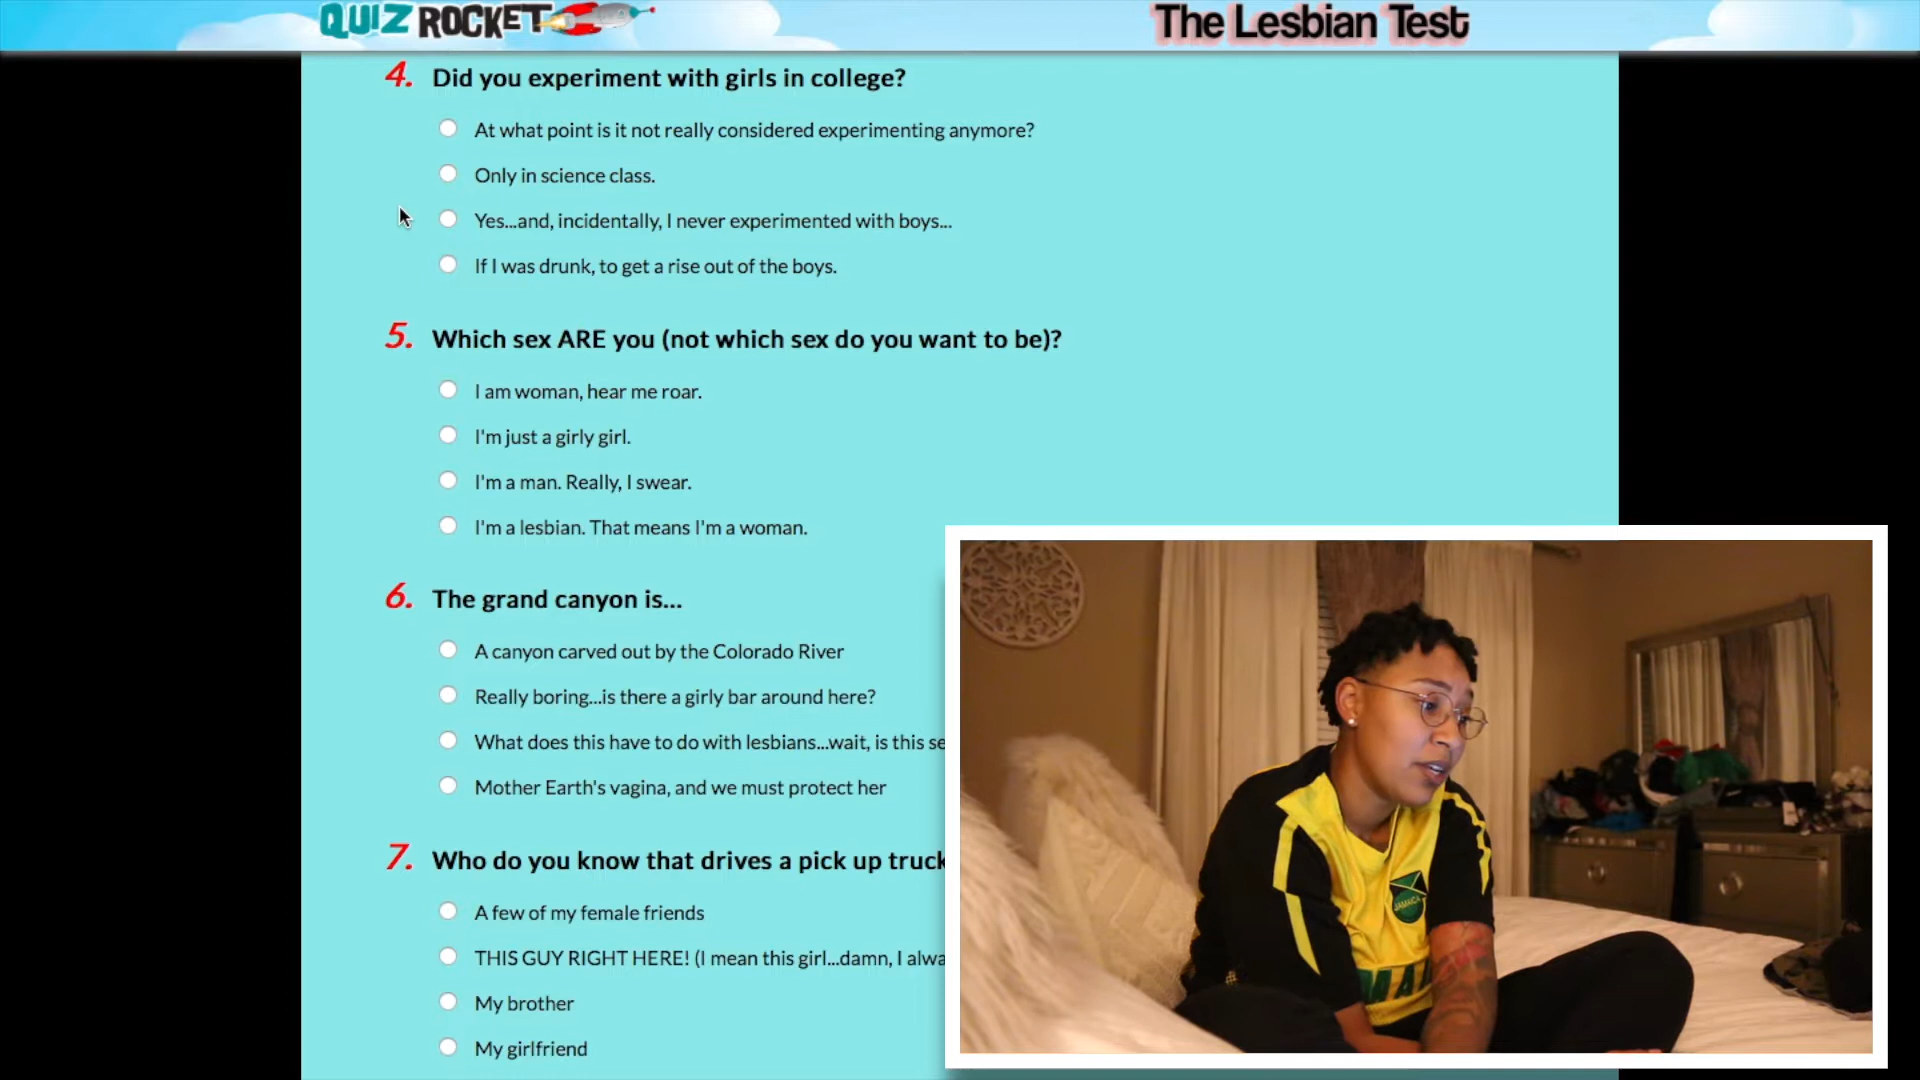 QUIZ ROCKET
The Lesbian Test
4. Did you experiment with girls in college?
At what point is it not really considered experimenting anymore?
Only in science class.
Yes...and, incidentally, I never experimented with boys...
If I was drunk, to get a rise out of the boys.
5. Which sex ARE you (not which sex do you want to be)?
I am woman, hear me roar.
I'm just a girly girl.
I'm a man. Really, I swear.
I'm a lesbian. That means I'm a woman.
6. The grand canyon is...
A canyon carved out by the Colorado River
Really boring...is there a girly bar around here?
What does this have to do with lesbians...wait, is this se
Mother Earth's vagina, and we must protect her
7. Who do you know that drives a pick up truck
A few of my female friends
THIS GUY RIGHT HERE! (I mean this girl...damn, I alwa
My brother
My girlfriend
JAMAICA